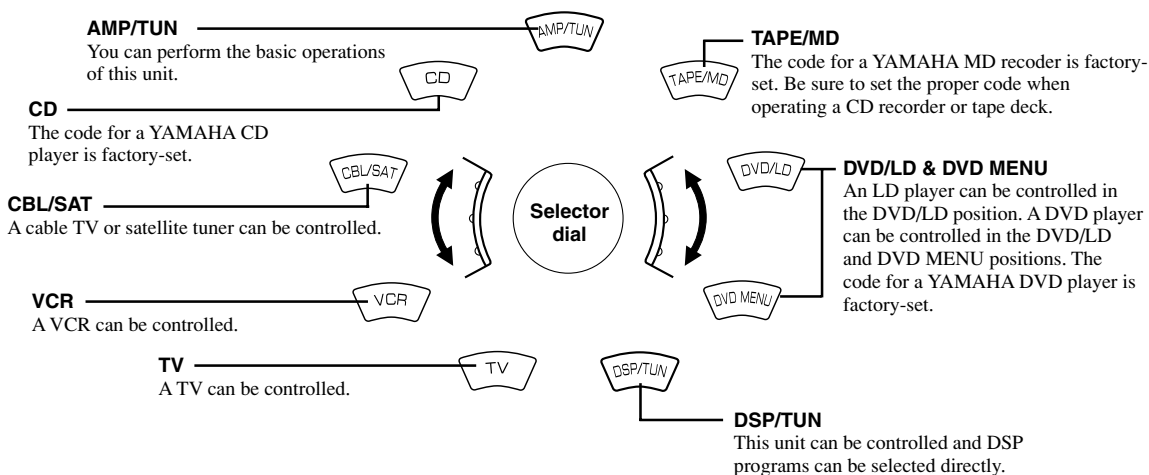 AMP/TUN
You can perform the basic operations
of this unit.
AMP/TUN
CD
CD
The code for a YAMAHA CD
player is factory-set.
CBL/SAT
CBL/SAT
A cable TV or satellite tuner can be controlled.
VCR
VCR
A VCR can be controlled.
TV
TV
A TV can be controlled.
Selector
dial
TAPE/MD
TAPE/MD
The code for a YAMAHA MD recoder is factory-
set. Be sure to set the proper code when
operating a CD recorder or tape deck.
DVD/LD
DVD/LD & DVD MENU
An LD player can be controlled in
the DVD/LD position. A DVD player
can be controlled in the DVD/LD
and DVD MENU positions. The
code for a YAMAHA DVD player is
factory-set.
DVD MENU
DSP/TUN
DSP/TUN
This unit can be controlled and DSP
programs can be selected directly.